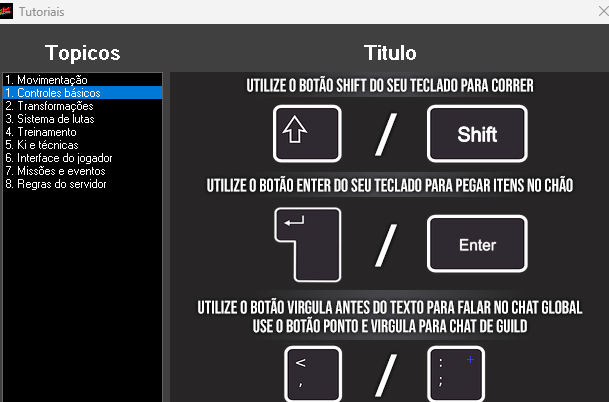 Tutoriais
Topicos
Titulo
1. Movimentação
1. Controles básicos
2. Transformações
3. Sistema de lutas
4. Treinamento
5. Ki e técnicas
6. Interface do jogador
7. Missões e eventos
8. Regras do servidor
UTILIZE O BOTÃO SHIFT DO SEU TECLADO PARA CORRER
/ Shift
UTILIZE O BOTÃO ENTER DO SEU TECLADO PARA PEGAR ITENS NO CHÃO
/ Enter
UTILIZE O BOTÃO VIRGULA ANTES DO TEXTO PARA FALAR NO CHAT GLOBAL
USE O BOTÃO PONTO E VIRGULA PARA CHAT DE GUILD
< / : +
, ;